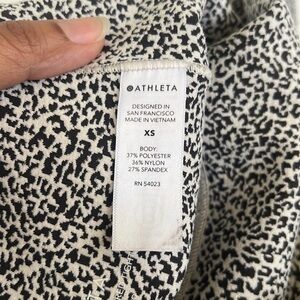 ATHLETA
DESIGNED IN
SAN FRANCISCO
MADE IN VIETNAM
XS
BODY:
37% POLYESTER
36% NYLON
27% SPANDEX
RN 54023